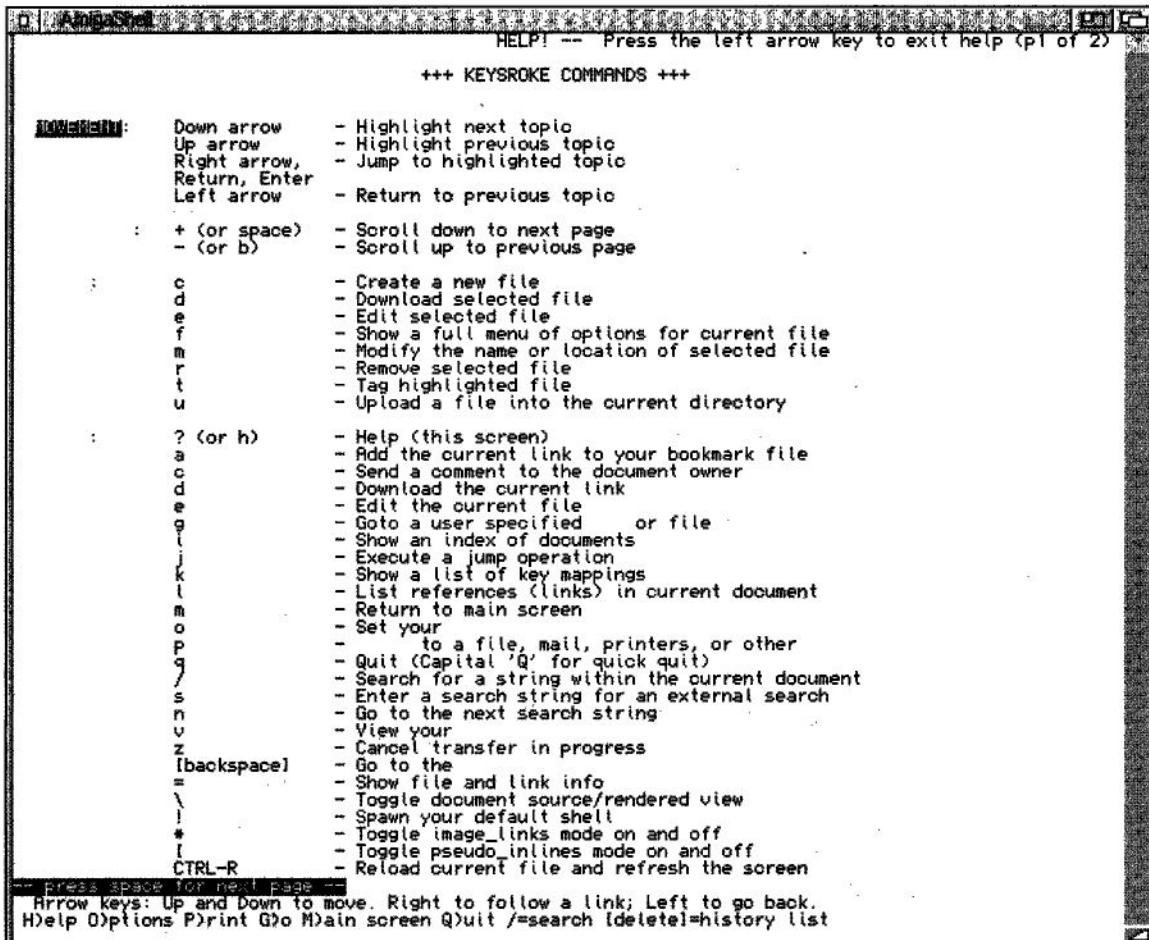 AmigaShell
HELP! -- Press the left arrow key to exit help (p1 of 2)
+++ KEYSROKE COMMANDS +++
MOVEMENT: Down arrow - Highlight next topic
Up arrow - Highlight previous topic
Right arrow, - Jump to highlighted topic
Return, Enter
Left arrow - Return to previous topic
: + (or space) - Scroll down to next page
- (or b) - Scroll up to previous page
: c - Create a new file
d - Download selected file
e - Edit selected file
f - Show a full menu of options for current file
m - Modify the name or location of selected file
r - Remove selected file
t - Tag highlighted file
u - Upload a file into the current directory
: ? (or h) - Help (this screen)
a - Add the current link to your bookmark file
c - Send a comment to the document owner
d - Download the current link
e - Edit the current file
g - Goto a user specified or file
i - Show an index of documents
j - Execute a jump operation
k - Show a list of key mappings
l - List references (links) in current document
m - Return to main screen
o - Set your
p - to a file, mail, printers, or other
q - Quit (Capital 'Q' for quick quit)
/ - Search for a string within the current document
s - Enter a search string for an external search
n - Go to the next search string
v - View your
z - Cancel transfer in progress
[backspace] - Go to the
= - Show file and link info
\ - Toggle document source/rendered view
! - Spawn your default shell
* - Toggle image_links mode on and off
[ - Toggle pseudo_inlines mode on and off
CTRL-R - Reload current file and refresh the screen
-- press space for next page --
Arrow keys: Up and Down to move. Right to follow a link; Left to go back.
H)elp O)ptions P)rint G)o M)ain screen Q)uit /=search [delete]=history list